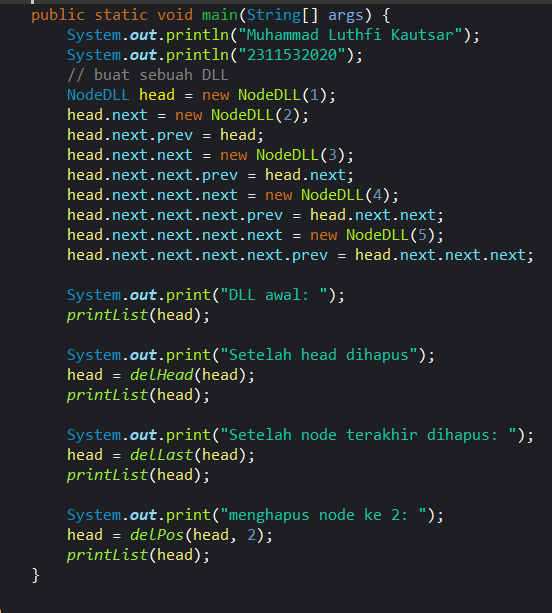 public static void main(String[] args) {
System.out.println("Muhammad Luthfi Kautsar");
System.out.println("2311532020");
// buat sebuah DLL
NodeDLL head = new NodeDLL(1);
head.next = new NodeDLL(2);
head.next.prev = head;
head.next.next = new NodeDLL(3);
head.next.next.prev = head.next;
head.next.next.next = new NodeDLL(4);
head.next.next.next.prev = head.next.next;
head.next.next.next.next = new NodeDLL(5);
head.next.next.next.next.prev = head.next.next.next;
System.out.print("DLL awal: ");
printList(head);
System.out.print("Setelah head dihapus");
head = delHead(head);
printList(head);
System.out.print("Setelah node terakhir dihapus: ");
head = delLast(head);
printList(head);
System.out.print("menghapus node ke 2: ");
head = delPos(head, 2);
printList(head);
}